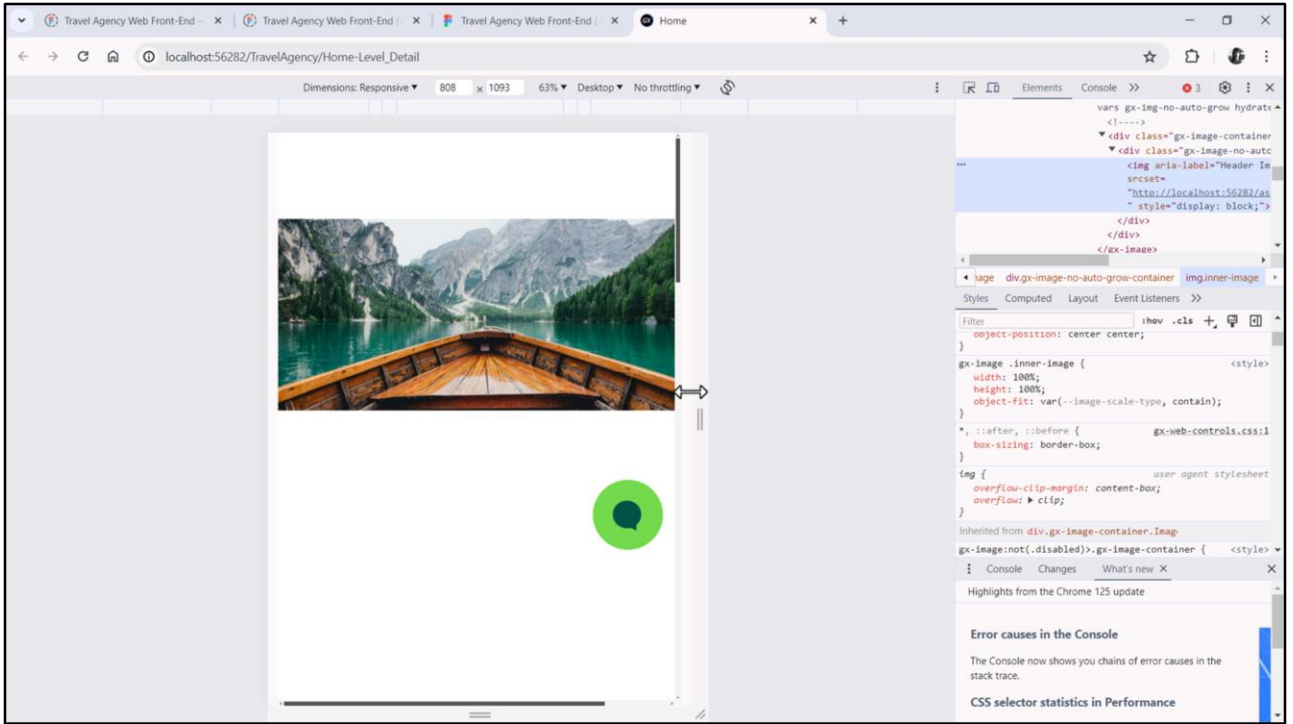 Travel Agency Web Front-End –
Travel Agency Web Front-End (
Travel Agency Web Front-End (
Home
localhost:56282/TravelAgency/Home-Level_Detail
Dimensions: Responsive ▼ 808 × 1093 63% ▼ Desktop ▼ No throttling ▼
Elements Console 3
vars gx-img-no-auto-grow hydrate
<!---->
▼<div class="gx-image-container
▼<div class="gx-image-no-auto
<img aria-label="Header Im
srcset=
"http://localhost:56282/as
" style="display: block;">
</div>
</div>
</gx-image>
div.gx-image-no-auto-grow-container img.inner-image
Styles Computed Layout Event Listeners
Filter :hov .cls
object-position: center center;
}
gx-image .inner-image { <style>
width: 100%;
height: 100%;
object-fit: var(--image-scale-type, contain);
}
*, ::after, ::before { gx-web-controls.css:1
box-sizing: border-box;
}
img { user agent stylesheet
overflow-clip-margin: content-box;
overflow: ▶ clip;
}
Inherited from div.gx-image-container.Imag
gx-image:not(.disabled)>.gx-image-container { <style>
Console Changes What's new
Highlights from the Chrome 125 update
Error causes in the Console
The Console now shows you chains of error causes in the
stack trace.
CSS selector statistics in Performance